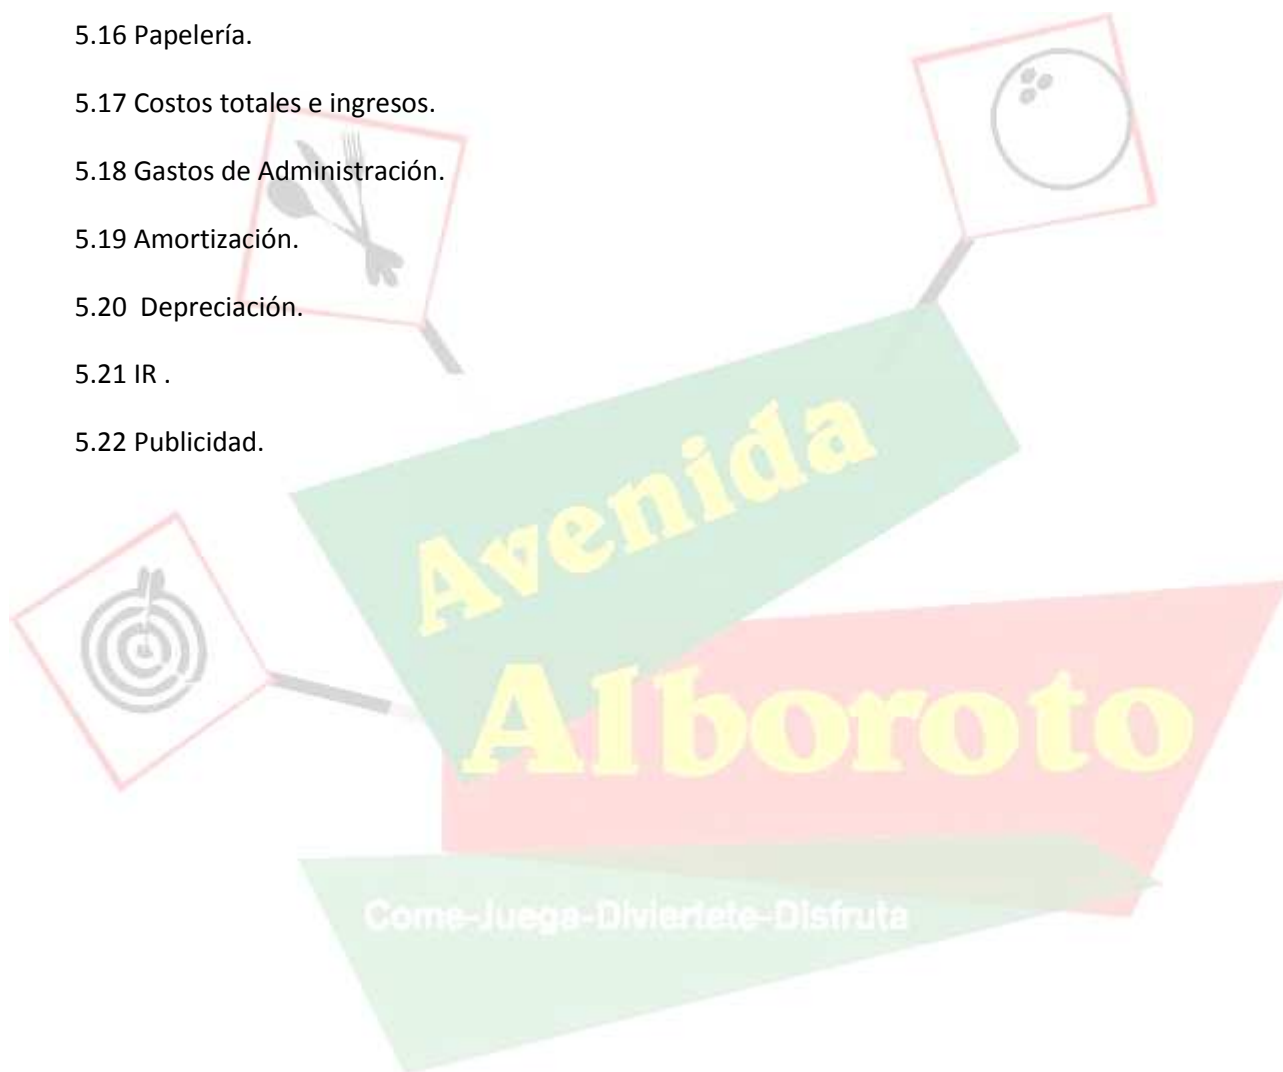 5.16 Papelería.
5.17 Costos totales e ingresos.
5.18 Gastos de Administración.
5.19 Amortización.
5.20  Depreciación.
5.21 IR .
5.22 Publicidad.
Avenida
Alboroto
Come-Juega-Diviertete-Disfruta